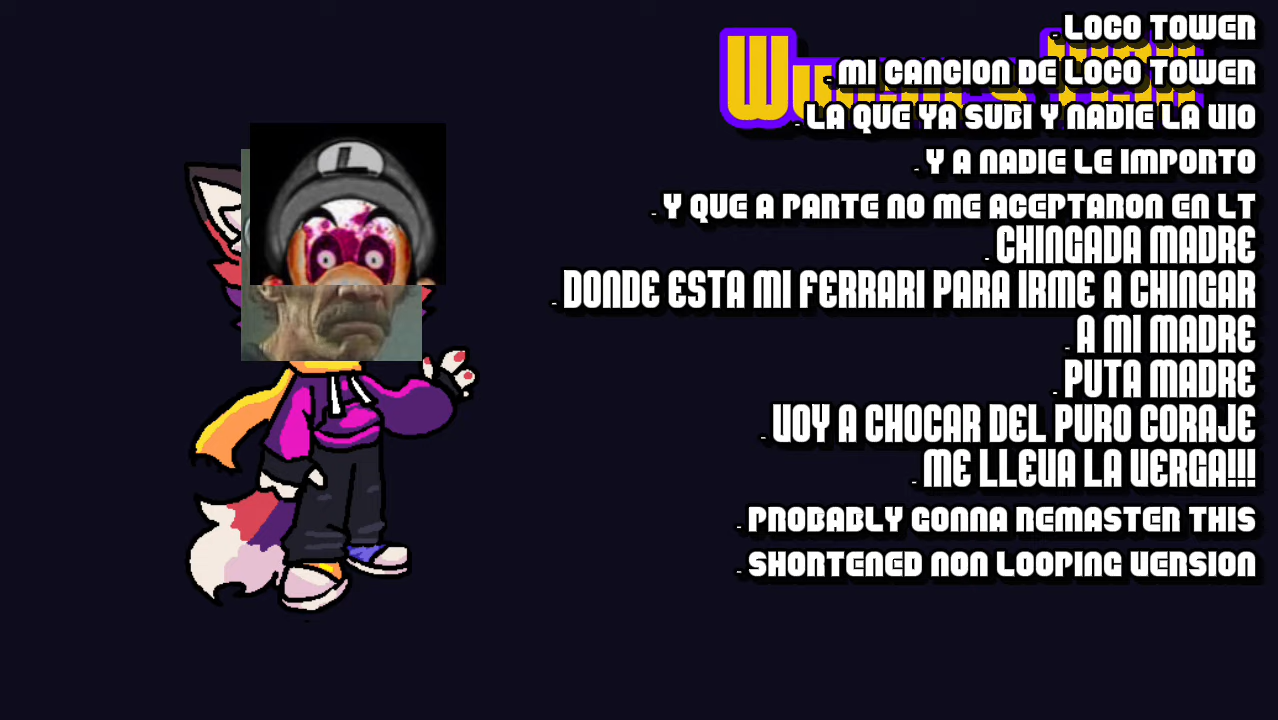 - LOCO TOWER
- MI CANCION DE LOCO TOWER
- LA QUE YA SUBI Y NADIE LA VIO
- Y A NADIE LE IMPORTO
- Y QUE A PARTE NO ME ACEPTARON EN LT
- CHINGADA MADRE
- DONDE ESTA MI FERRARI PARA IRME A CHINGAR
- A MI MADRE
- PUTA MADRE
- VOY A CHOCAR DEL PURO CORAJE
- ME LLEVA LA VERGA!!!
- PROBABLY GONNA REMASTER THIS
- SHORTENED NON LOOPING VERSION
L